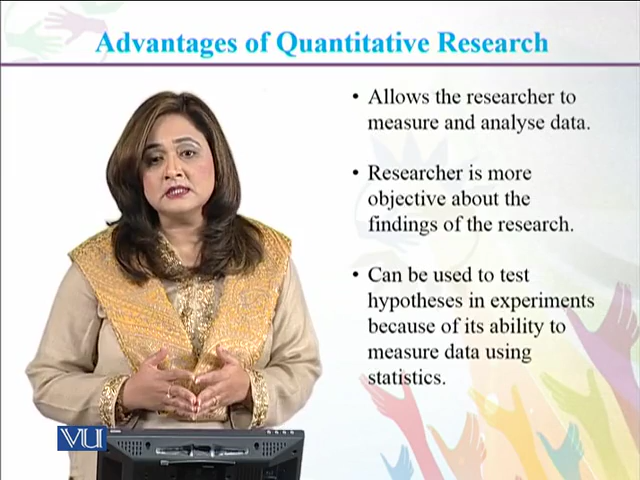 Advantages of Quantitative Research
• Allows the researcher to
measure and analyse data.
• Researcher is more
objective about the
findings of the research.
• Can be used to test
hypotheses in experiments
because of its ability to
measure data using
statistics.
VU